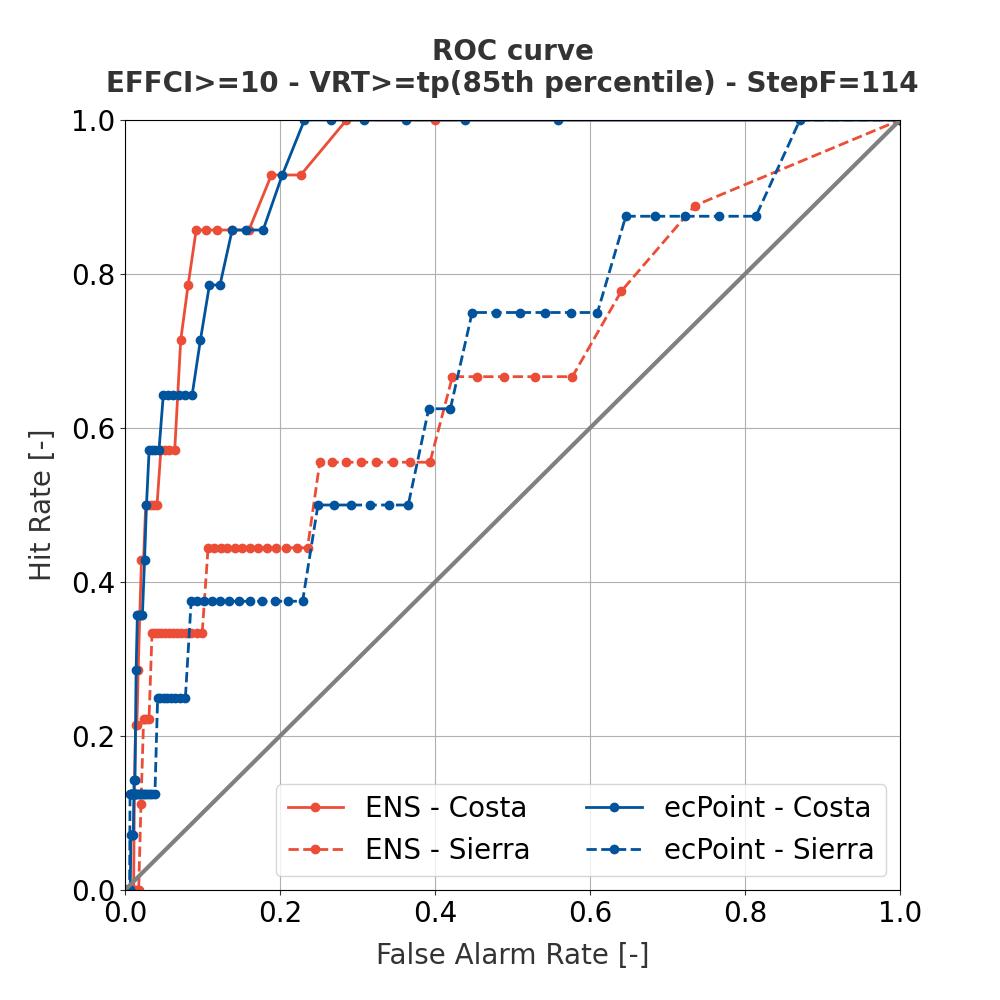 ROC curve
EFFCI>=10 - VRT>=tp(85th percentile) - StepF=114
1.0
0.8
0.6
0.4
0.2
0.0
Hit Rate [-]
ENS - Costa
ENS - Sierra
ecPoint - Costa
ecPoint - Sierra
0.0 0.2 0.4 0.6 0.8 1.0
False Alarm Rate [-]